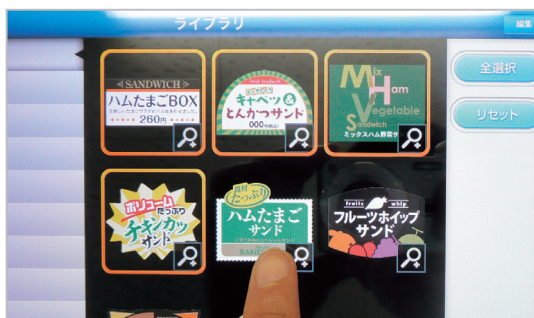 ライブラリ
編集
全選択
リセット
SANDWICH
ハムたまごBOX
260円
Fresh Sandwich
キャベツ&
とんかつサンド
000円(税込)
Mix
Ham
Vegetable
Sandwich
ミックスハム野菜サ
ボリューム
たっぷり
チキンカツ
サンド
具材
たっぷり
ハムたまご
サンド
SAND
fruits whip
フルーツホイップ
サンド